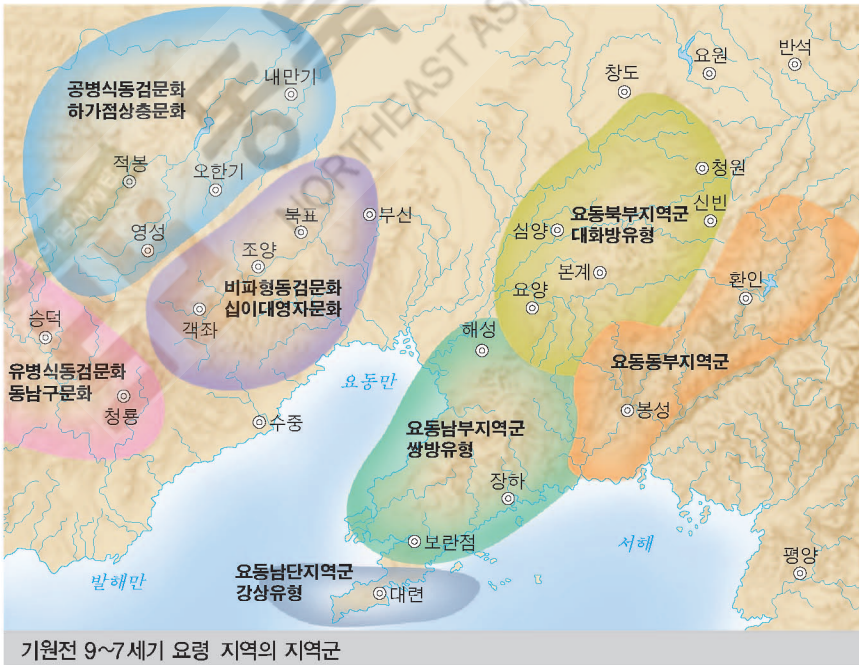 공병식동검문화
하가점상층문화
내만기
적봉
오한기
영성
창도
요원
반석
청원
신빈
요동북부지역군
대화방유형
심양
본계
요양
환인
북표
부신
조양
비파형동검문화
십이대영자문화
객좌
승덕
유병식동검문화
동남구문화
청룡
해성
요동동부지역군
봉성
요동만
수중
요동남부지역군
쌍방유형
장하
보란점
서해
평양
발해만
요동남단지역군
강상유형
대련
동북
NORTHEAST ASI
기원전 9~7세기 요령 지역의 지역군